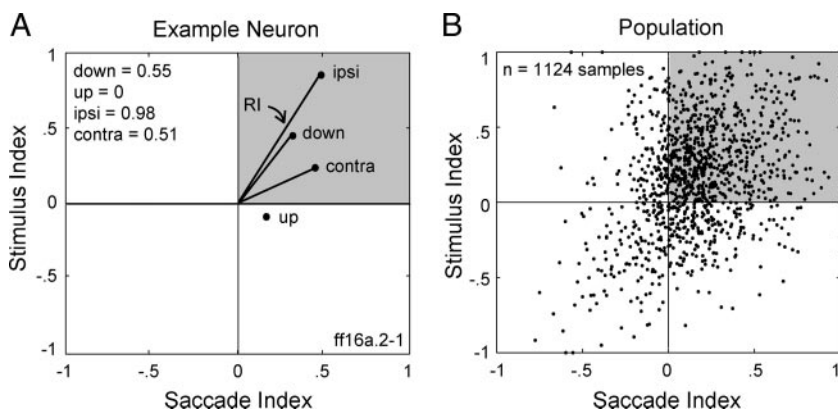 A
Example Neuron
down = 0.55
up = 0
ipsi = 0.98
contra = 0.51
RI
ipsi
down
contra
up
ff16a.2-1
1
.5
0
-.5
-1
-1
-.5
0
.5
1
Stimulus Index
Saccade Index
B
Population
n = 1124 samples
1
.5
0
-.5
-1
-1
-.5
0
.5
1
Stimulus Index
Saccade Index